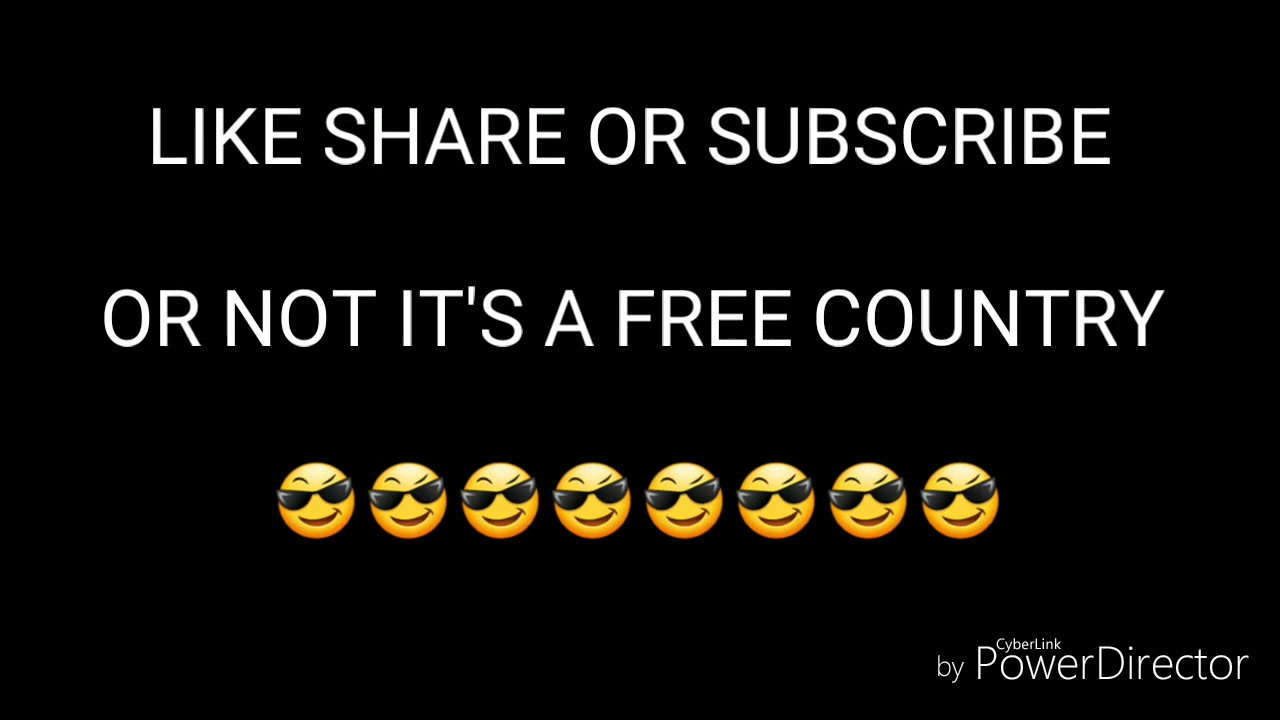 LIKE SHARE OR SUBSCRIBE
OR NOT IT'S A FREE COUNTRY
😎😎😎😎😎😎😎😎
CyberLink
by PowerDirector